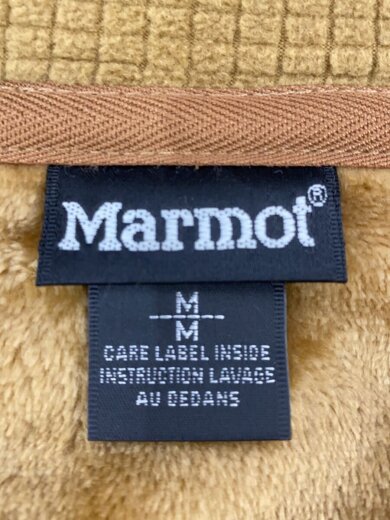 Marmot®
M
M
CARE LABEL INSIDE
INSTRUCTION LAVAGE
AU DEDANS